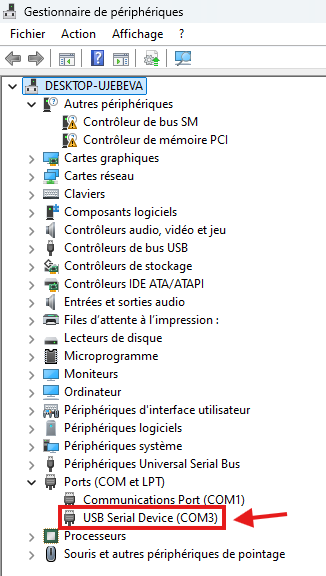 Gestionnaire de périphériques
Fichier Action Affichage ?
DESKTOP-UJEBEVA
Autres périphériques
Contrôleur de bus SM
Contrôleur de mémoire PCI
Cartes graphiques
Cartes réseau
Claviers
Composants logiciels
Contrôleurs audio, vidéo et jeu
Contrôleurs de bus USB
Contrôleurs de stockage
Contrôleurs IDE ATA/ATAPI
Entrées et sorties audio
Files d'attente à l'impression :
Lecteurs de disque
Microprogramme
Moniteurs
Ordinateur
Périphériques d'interface utilisateur
Périphériques logiciels
Périphériques système
Périphériques Universal Serial Bus
Ports (COM et LPT)
Communications Port (COM1)
USB Serial Device (COM3)
Processeurs
Souris et autres périphériques de pointage